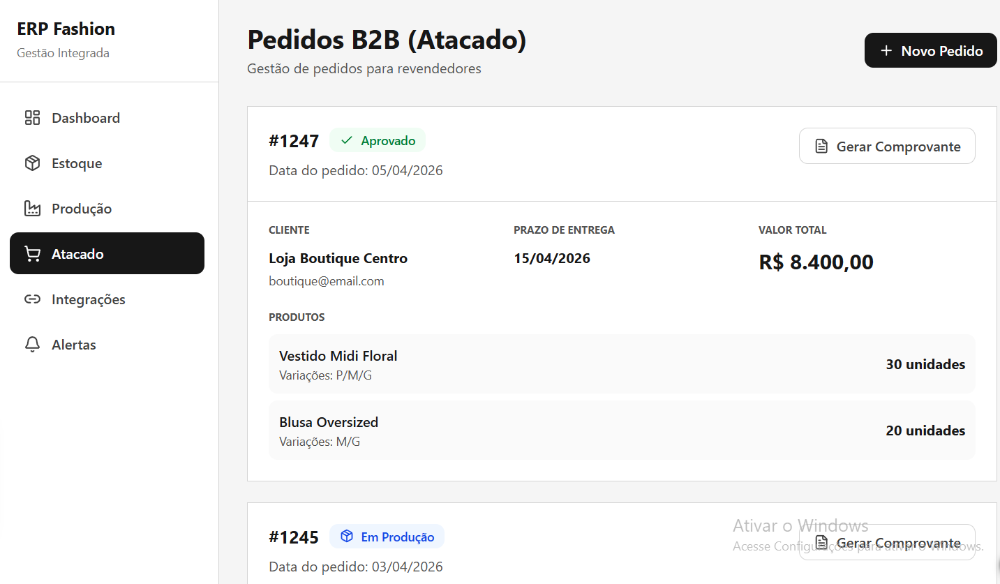 ERP Fashion
Gestão Integrada
Dashboard
Estoque
Produção
Atacado
Integrações
Alertas
Pedidos B2B (Atacado)
Gestão de pedidos para revendedores
+ Novo Pedido
#1247 Aprovado
Gerar Comprovante
Data do pedido: 05/04/2026
CLIENTE
Loja Boutique Centro
boutique@email.com
PRAZO DE ENTREGA
15/04/2026
VALOR TOTAL
R$ 8.400,00
PRODUTOS
Vestido Midi Floral
Variações: P/M/G
30 unidades
Blusa Oversized
Variações: M/G
20 unidades
#1245 Em Produção
Gerar Comprovante
Data do pedido: 03/04/2026
Ativar o Windows
Acesse Configurações para ativar o Windows.